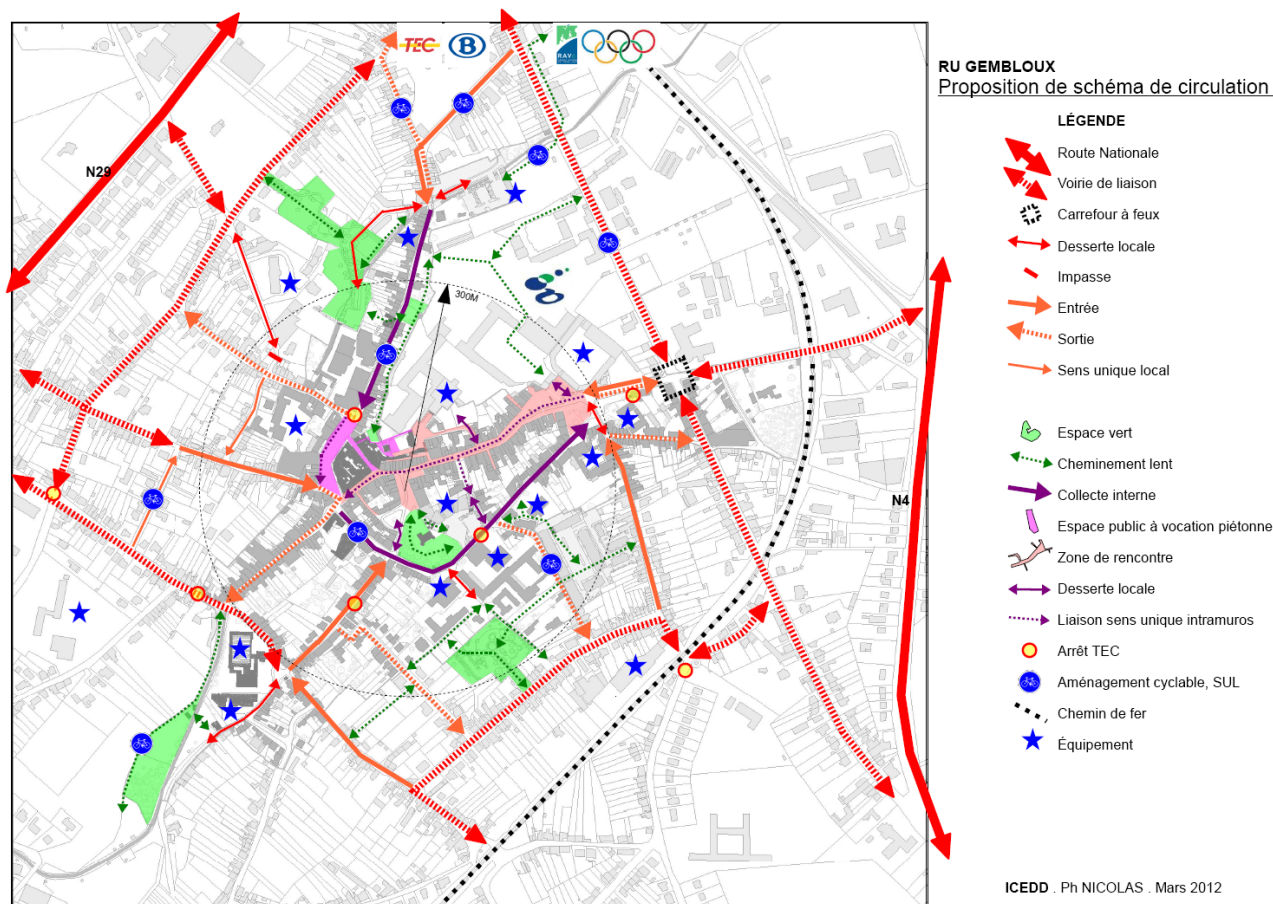 TEC
B
RAVeL
RU GEMBLOUX
Proposition de schéma de circulation
LÉGENDE
Route Nationale
Voirie de liaison
Carrefour à feux
Desserte locale
Impasse
Entrée
Sortie
Sens unique local
Espace vert
Cheminement lent
Collecte interne
Espace public à vocation piétonne
Zone de rencontre
Desserte locale
Liaison sens unique intramuros
Arrêt TEC
Aménagement cyclable, SUL
Chemin de fer
Équipement
N29
300M
N4
ICEDD . Ph NICOLAS . Mars 2012